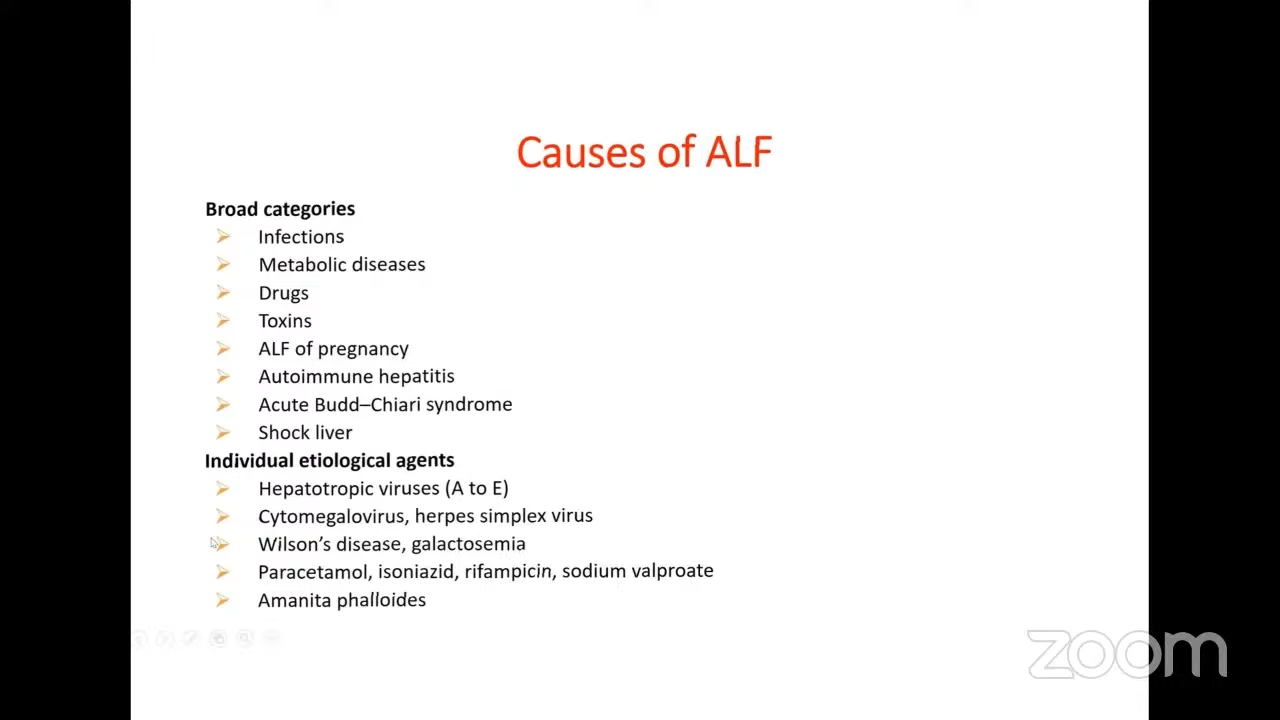 Causes of ALF
Broad categories
Infections
Metabolic diseases
Drugs
Toxins
ALF of pregnancy
Autoimmune hepatitis
Acute Budd–Chiari syndrome
Shock liver
Individual etiological agents
Hepatotropic viruses (A to E)
Cytomegalovirus, herpes simplex virus
Wilson’s disease, galactosemia
Paracetamol, isoniazid, rifampicin, sodium valproate
Amanita phalloides
zoom